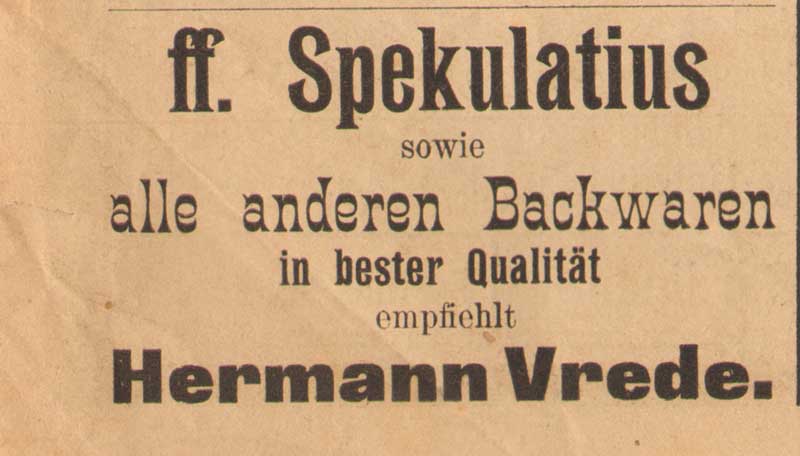 ff. Spekulatius
sowie
alle anderen Backwaren
in bester Qualität
empfiehlt
Hermann Vrede.